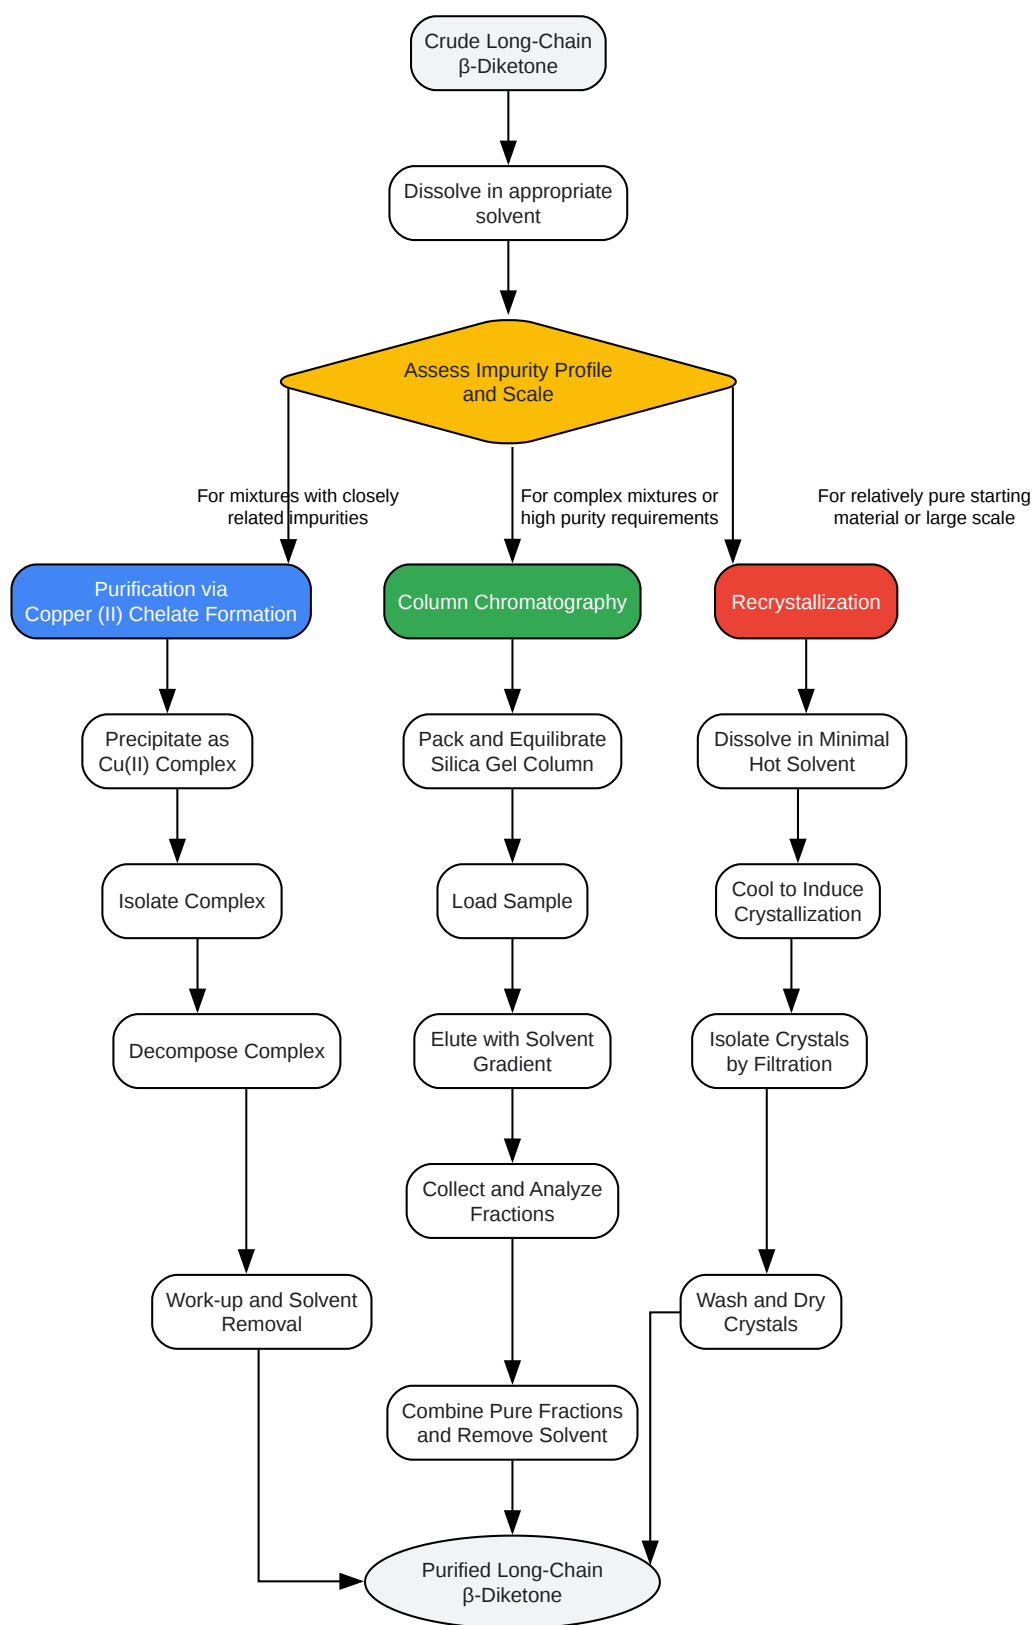 Crude Long-Chain
β-Diketone
Dissolve in appropriate
solvent
Assess Impurity Profile
and Scale
For mixtures with closely
related impurities
For complex mixtures or
high purity requirements
For relatively pure starting
material or large scale
Purification via
Copper (II) Chelate Formation
Column Chromatography
Recrystallization
Precipitate as
Cu(II) Complex
Pack and Equilibrate
Silica Gel Column
Dissolve in Minimal
Hot Solvent
Isolate Complex
Load Sample
Cool to Induce
Crystallization
Decompose Complex
Elute with Solvent
Gradient
Isolate Crystals
by Filtration
Collect and Analyze
Fractions
Work-up and Solvent
Removal
Wash and Dry
Crystals
Combine Pure Fractions
and Remove Solvent
Purified Long-Chain
β-Diketone